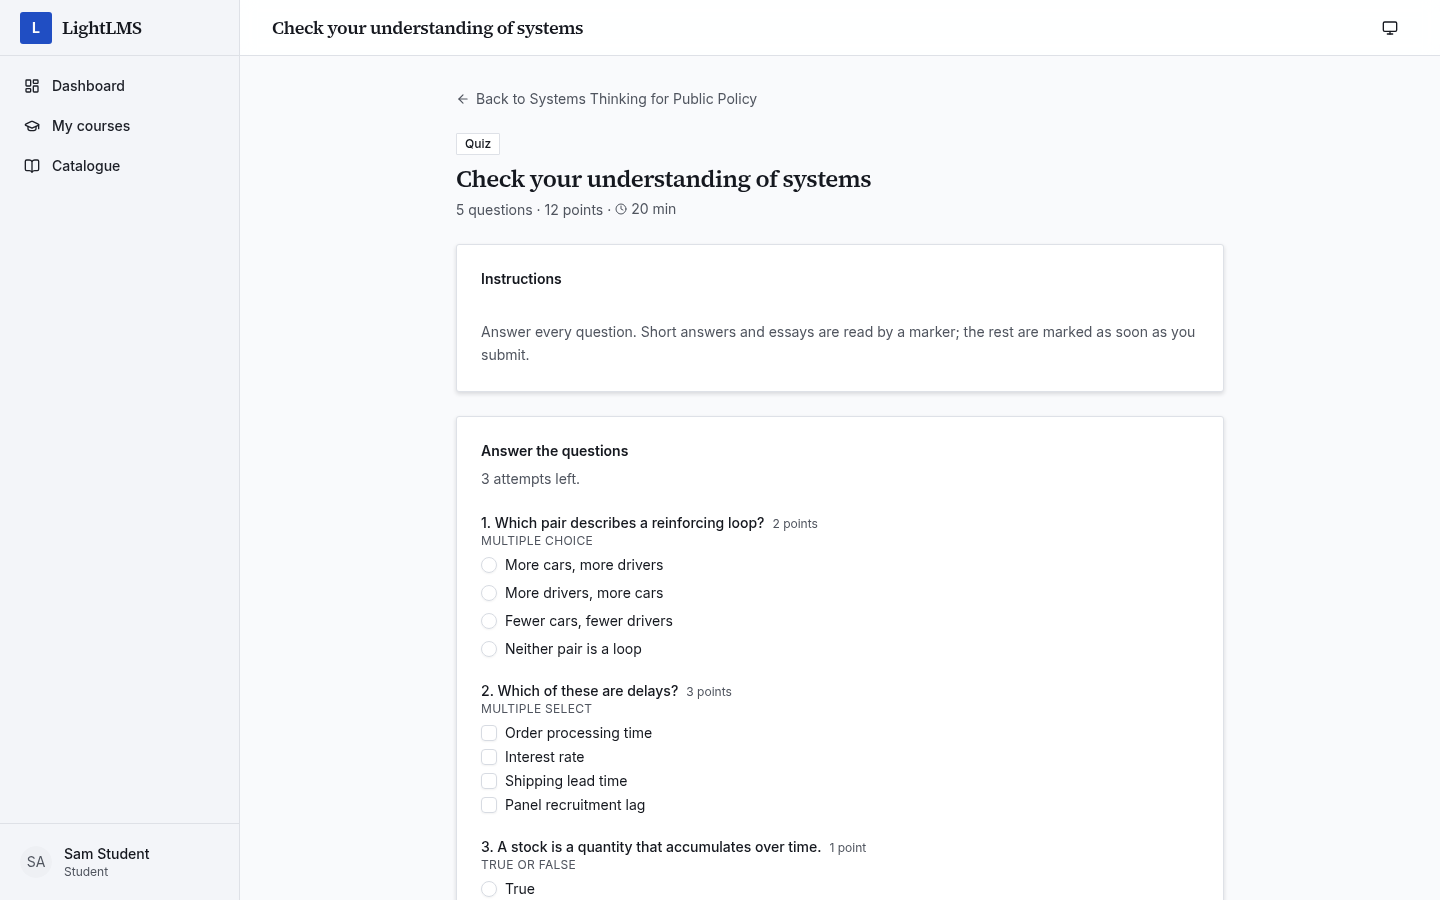 L LightLMS
Check your understanding of systems
Dashboard
My courses
Catalogue
Back to Systems Thinking for Public Policy
Quiz
Check your understanding of systems
5 questions · 12 points · 20 min
Instructions
Answer every question. Short answers and essays are read by a marker; the rest are marked as soon as you
submit.
Answer the questions
3 attempts left.
1. Which pair describes a reinforcing loop? 2 points
MULTIPLE CHOICE
More cars, more drivers
More drivers, more cars
Fewer cars, fewer drivers
Neither pair is a loop
2. Which of these are delays? 3 points
MULTIPLE SELECT
Order processing time
Interest rate
Shipping lead time
Panel recruitment lag
3. A stock is a quantity that accumulates over time. 1 point
TRUE OR FALSE
True
SA
Sam Student
Student